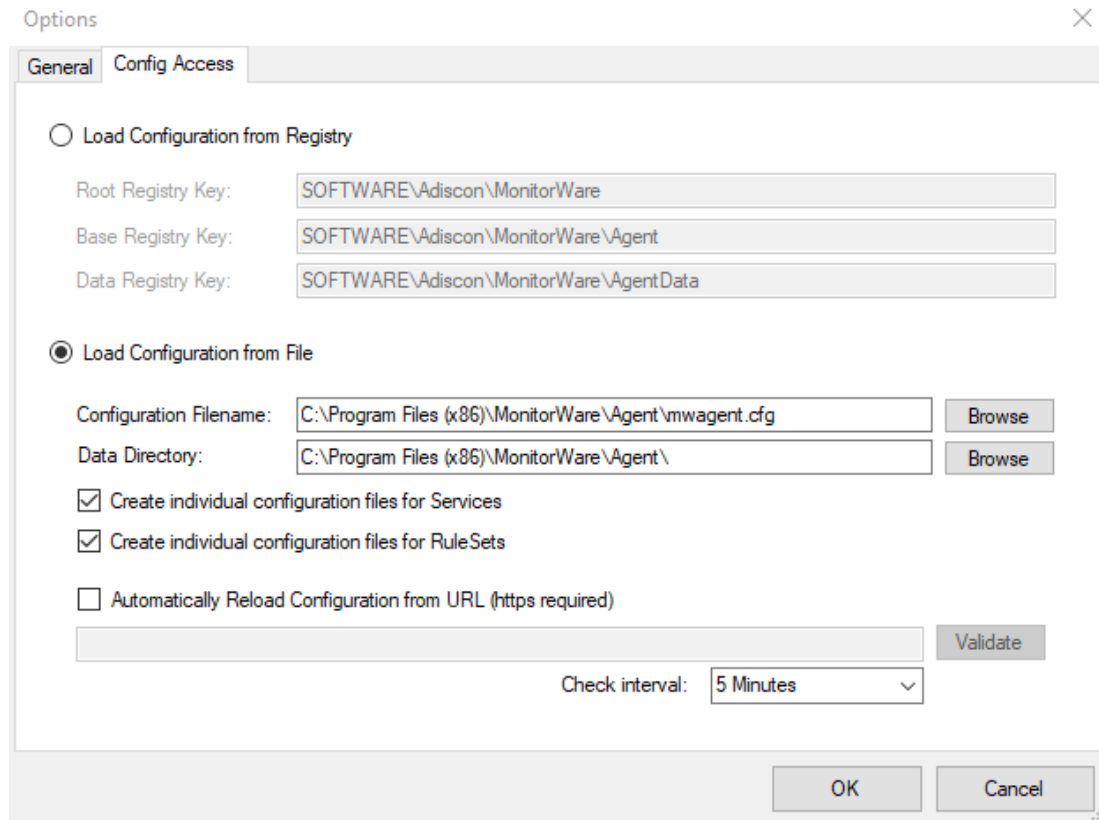 Options
General
Config Access
Load Configuration from Registry
Root Registry Key: SOFTWARE\Adiscon\MonitorWare
Base Registry Key: SOFTWARE\Adiscon\MonitorWare\Agent
Data Registry Key: SOFTWARE\Adiscon\MonitorWare\AgentData
Load Configuration from File
Configuration Filename: C:\Program Files (x86)\MonitorWare\Agent\mwagent.cfg Browse
Data Directory: C:\Program Files (x86)\MonitorWare\Agent\ Browse
Create individual configuration files for Services
Create individual configuration files for RuleSets
Automatically Reload Configuration from URL (https required)
Validate
Check interval: 5 Minutes
OK Cancel